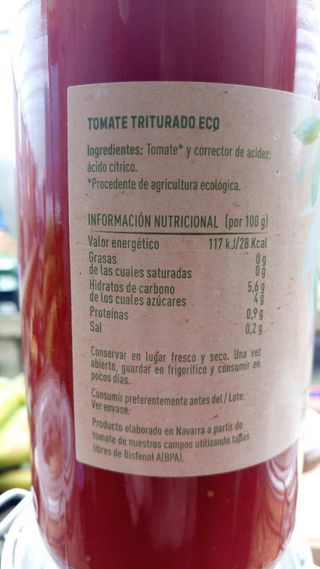 TOMATE TRITURADO ECO
Ingredientes: Tomate* y corrector de acidez:
ácido cítrico.
*Procedente de agricultura ecológica.
INFORMACIÓN NUTRICIONAL (por 100 g)
Valor energético 117 kJ/28 Kcal
Grasas 0 g
de las cuales saturadas 0 g
Hidratos de carbono 5,6 g
de los cuales azúcares 4 g
Proteínas 0,9 g
Sal 0,2 g
Conservar en lugar fresco y seco. Una vez
abierto, guardar en frigorífico y consumir en
pocos días.
Consumir preferentemente antes del / Lote:
Ver envase.
Producto elaborado en Navarra a partir de
tomate de nuestros campos utilizando tapas
libres de Bisfenol A(BPA).